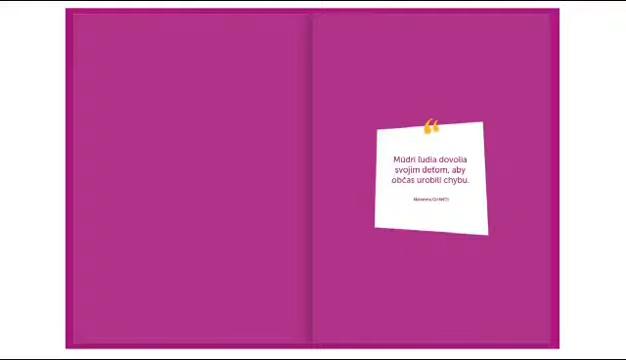 Múdri ľudia dovolia
svojim deťom, aby
občas urobili chybu.